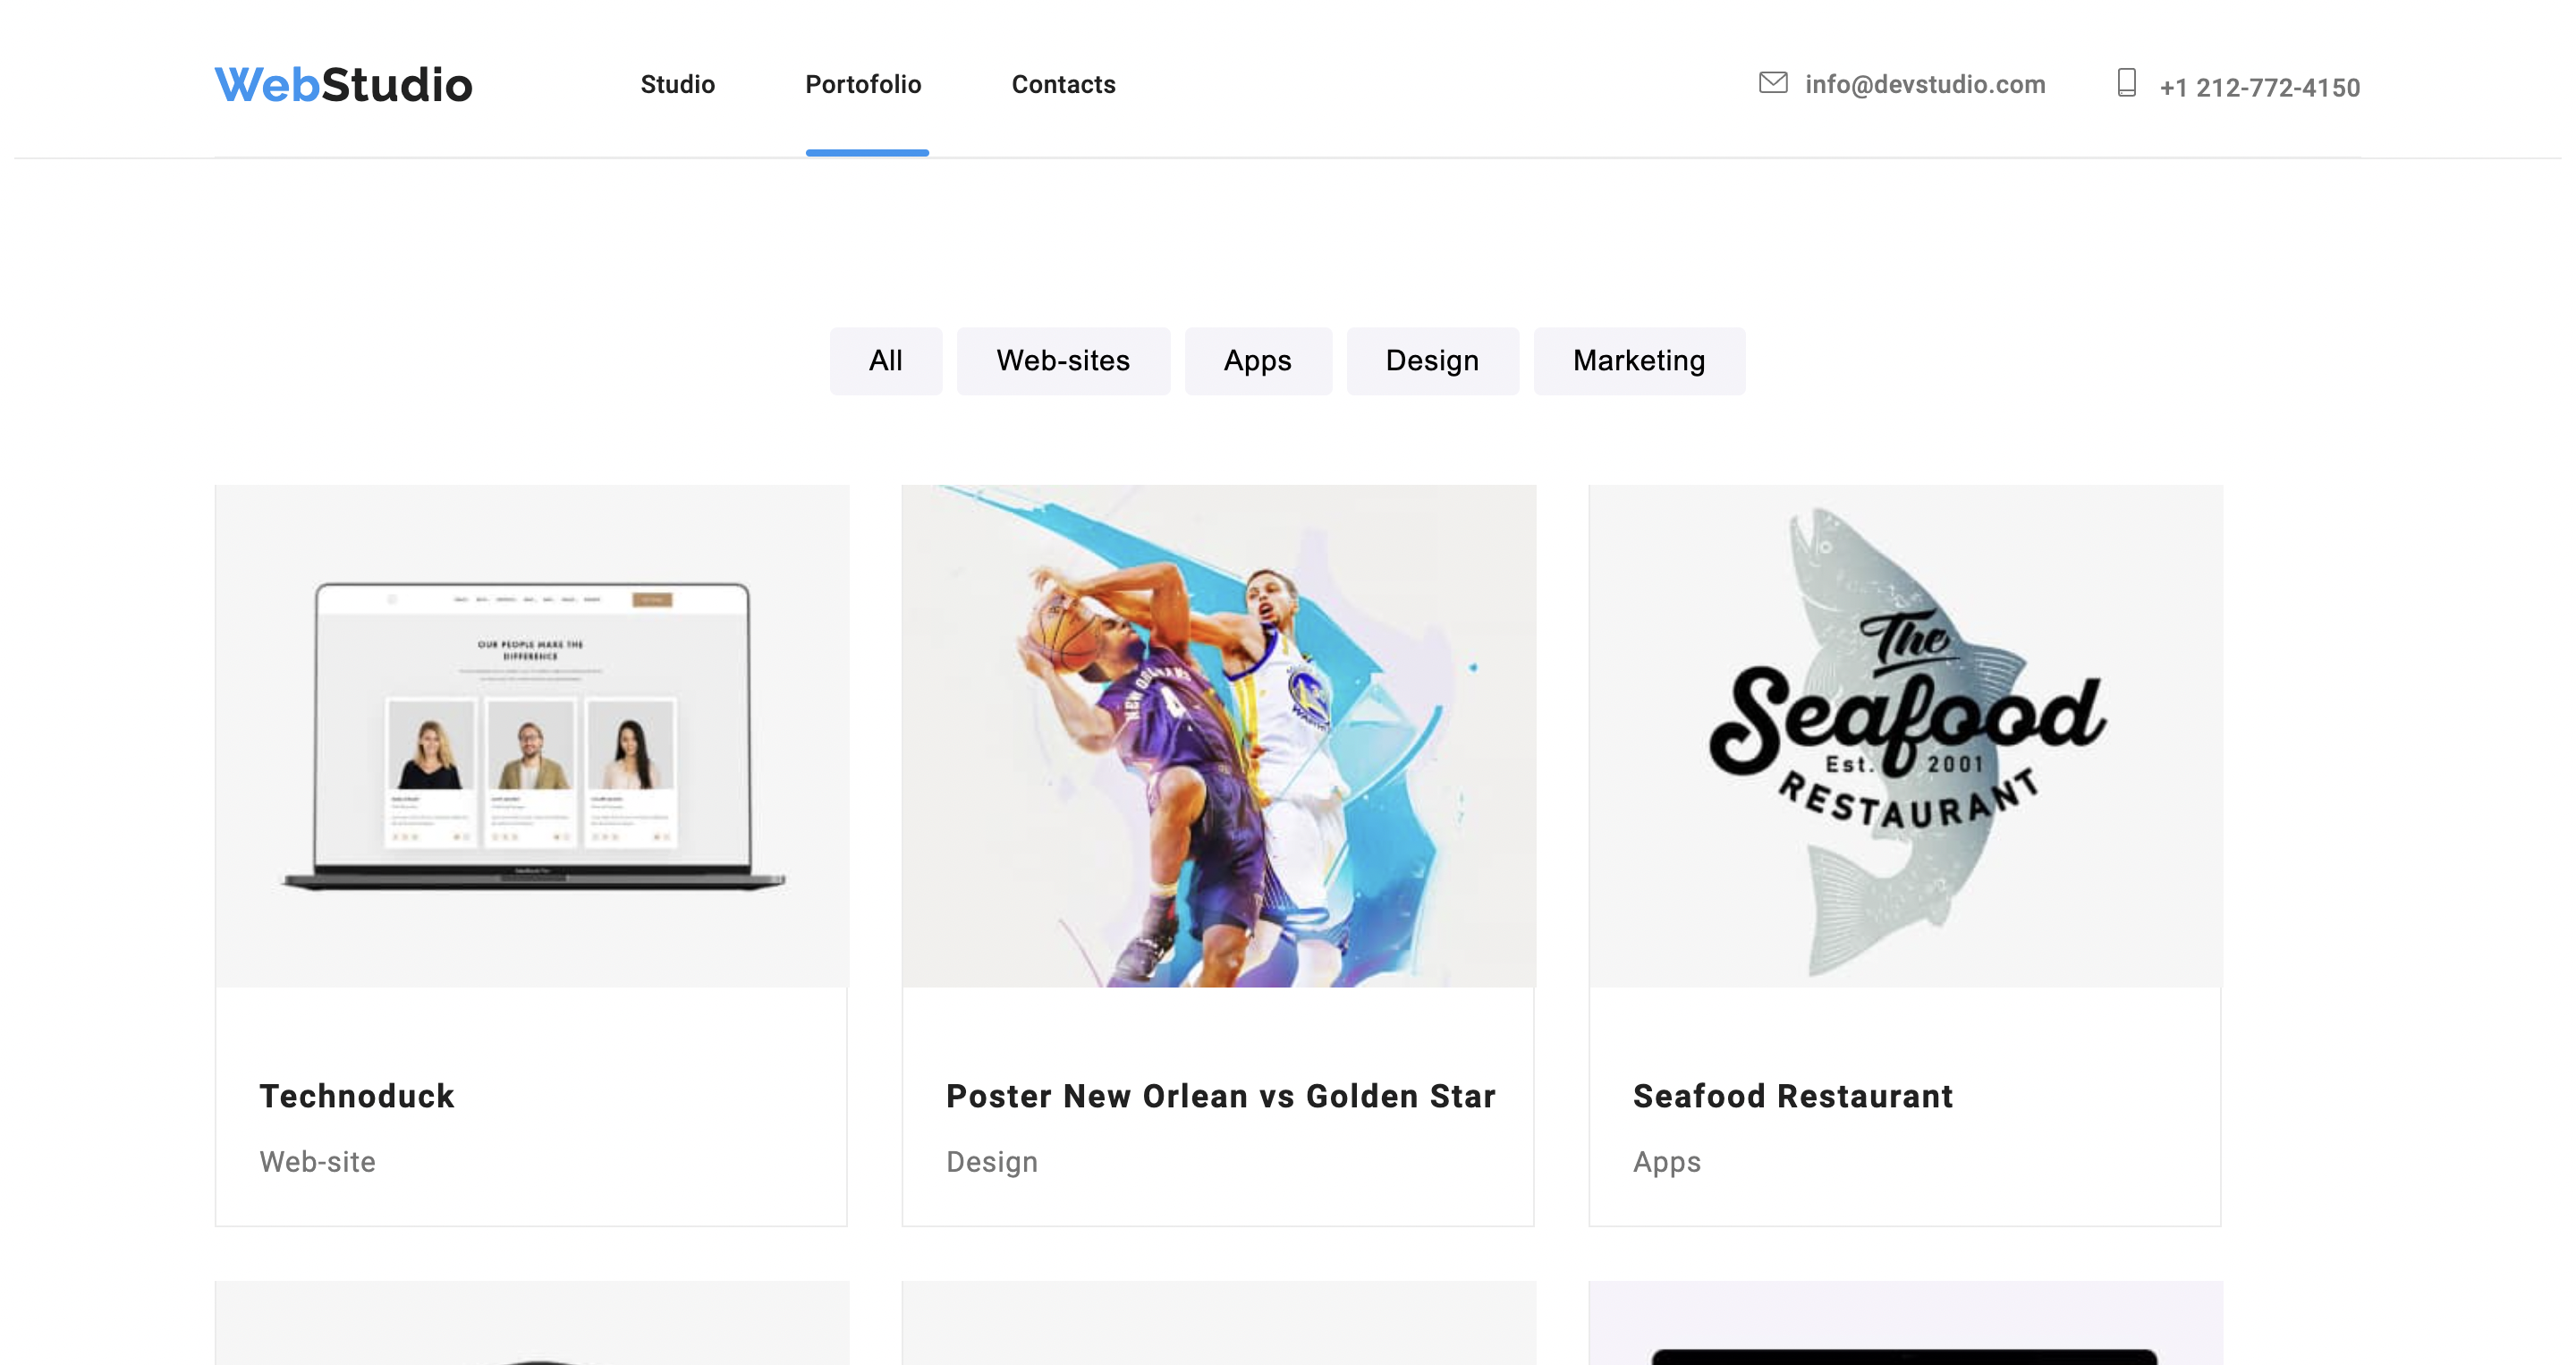 WebStudio
Studio
Portofolio
Contacts
info@devstudio.com
+1 212-772-4150
All
Web-sites
Apps
Design
Marketing
OUR PEOPLE MAKE THE
DIFFERENCE
NEW ORLEANS
4
The
Seafood
Est. 2001
RESTAURANT
Technoduck
Web-site
Poster New Orlean vs Golden Star
Design
Seafood Restaurant
Apps